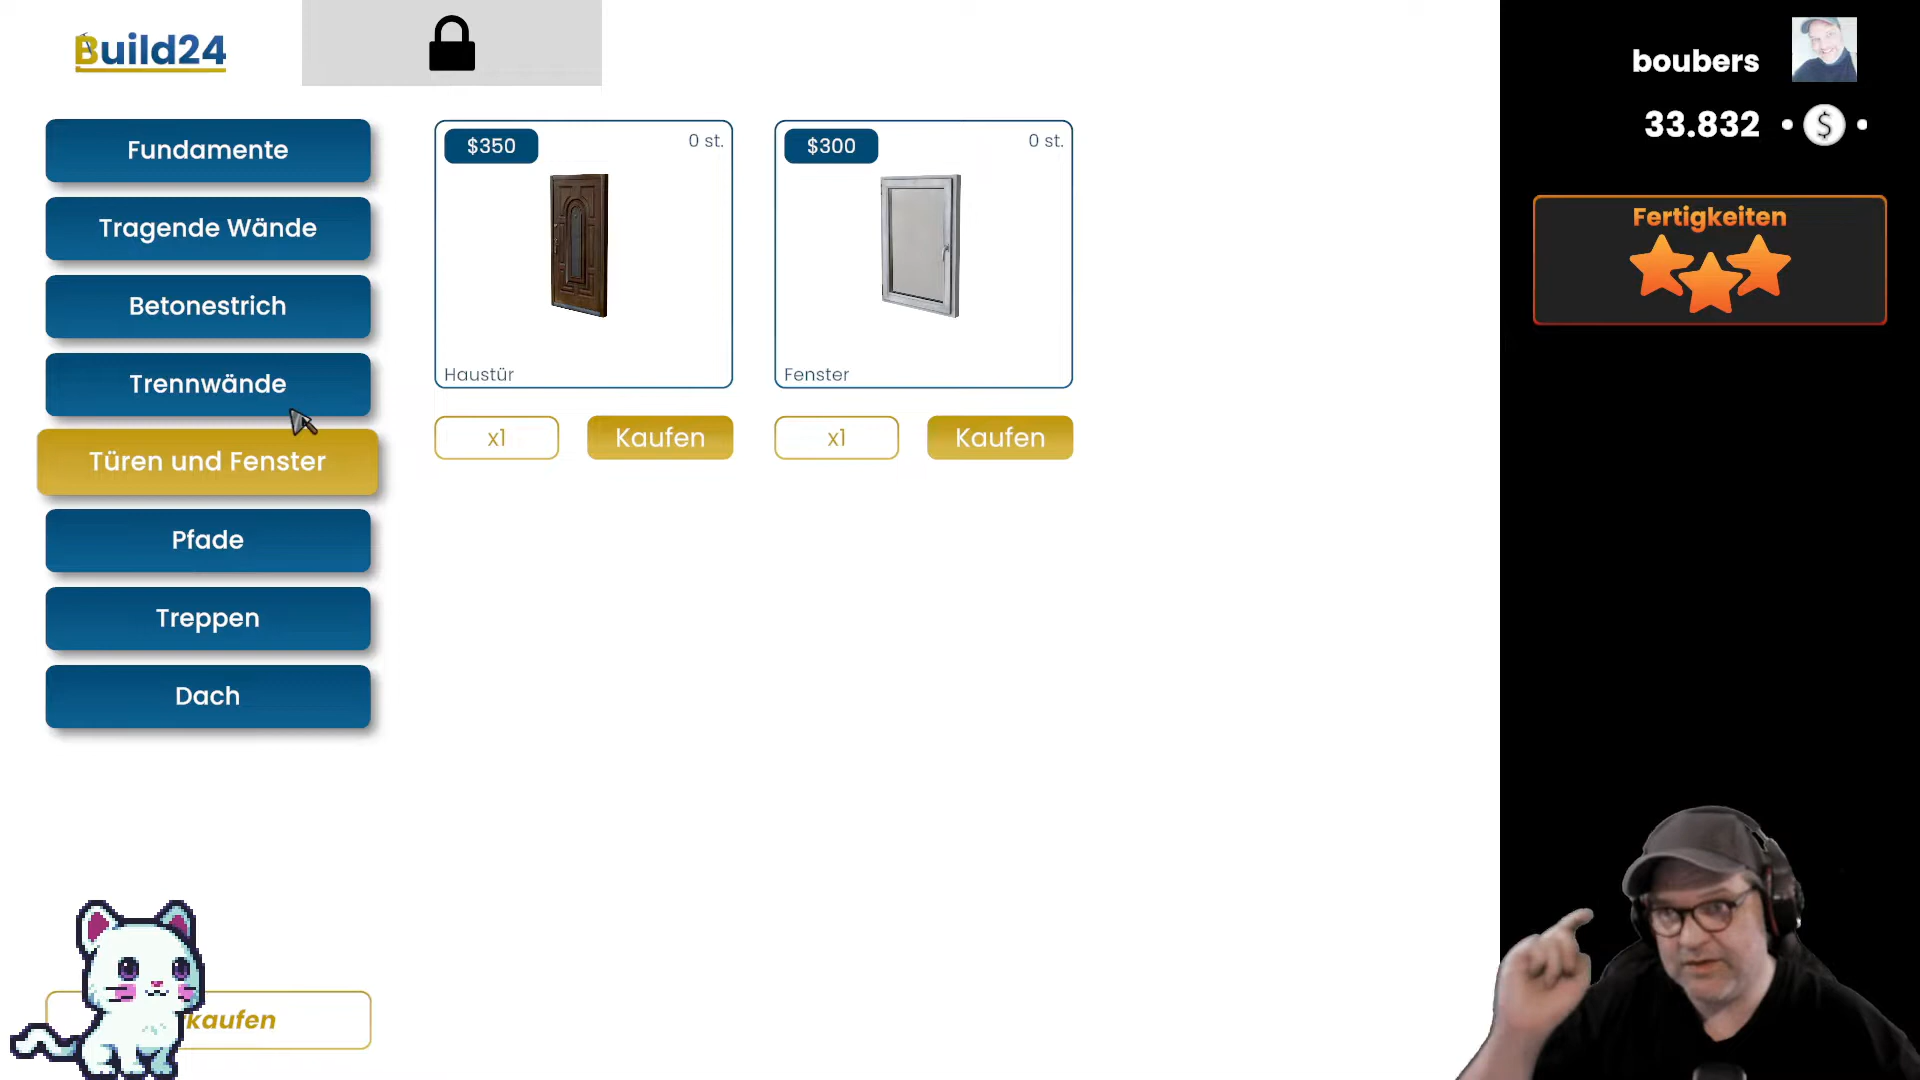 Build24
boubers
33.832
$
Fertigkeiten
Fundamente
Tragende Wände
Betonestrich
Trennwände
Türen und Fenster
Pfade
Treppen
Dach
$350
0 st.
Haustür
x1
Kaufen
$300
0 st.
Fenster
x1
Kaufen
kaufen